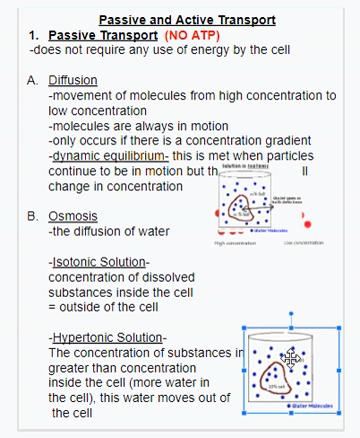 Passive and Active Transport
1. Passive Transport (NO ATP)
-does not require any use of energy by the cell
A. Diffusion
-movement of molecules from high concentration to
low concentration
-molecules are always in motion
-only occurs if there is a concentration gradient
-dynamic equilibrium- this is met when particles
continue to be in motion but th ll
change in concentration
Solution is ISOTONIC
High concentration
Low concentration
Water Molecules
B. Osmosis
-the diffusion of water
-Isotonic Solution-
concentration of dissolved
substances inside the cell
= outside of the cell
-Hypertonic Solution-
The concentration of substances in
greater than concentration
inside the cell (more water in
the cell), this water moves out of
the cell
Water Molecules